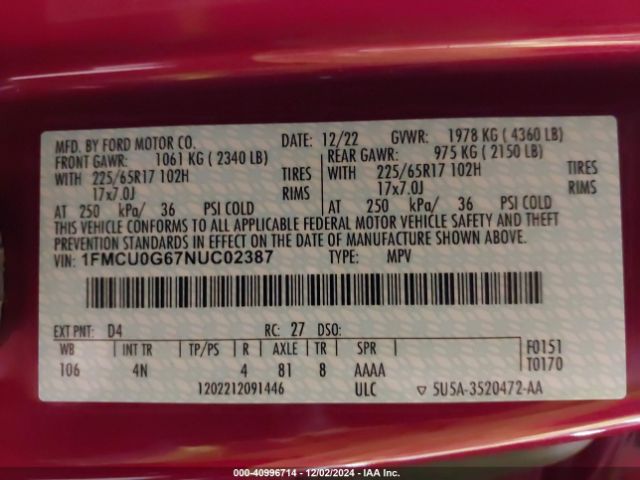 MFD. BY FORD MOTOR CO. DATE: 12/22 GVWR: 1978 KG ( 4360 LB)
FRONT GAWR: 1061 KG ( 2340 LB) REAR GAWR: 975 KG ( 2150 LB)
WITH 225/65R17 102H TIRES WITH 225/65R17 102H TIRES
17x7.0J RIMS 17x7.0J RIMS
AT 250 kPa/ 36 PSI COLD AT 250 kPa/ 36 PSI COLD
THIS VEHICLE CONFORMS TO ALL APPLICABLE FEDERAL MOTOR VEHICLE SAFETY AND THEFT
PREVENTION STANDARDS IN EFFECT ON THE DATE OF MANUFACTURE SHOWN ABOVE.
VIN: 1FMCU0G67NUC02387 TYPE: MPV
EXT PNT: D4 RC: 27 DSO:
WB INT TR TP/PS R AXLE TR SPR F0151
106 4N 4 81 8 AAAA T0170
1202212091446 ULC ▽ 5U5A-3520472-AA
000-40996714 - 12/02/2024 - IAAI.COM